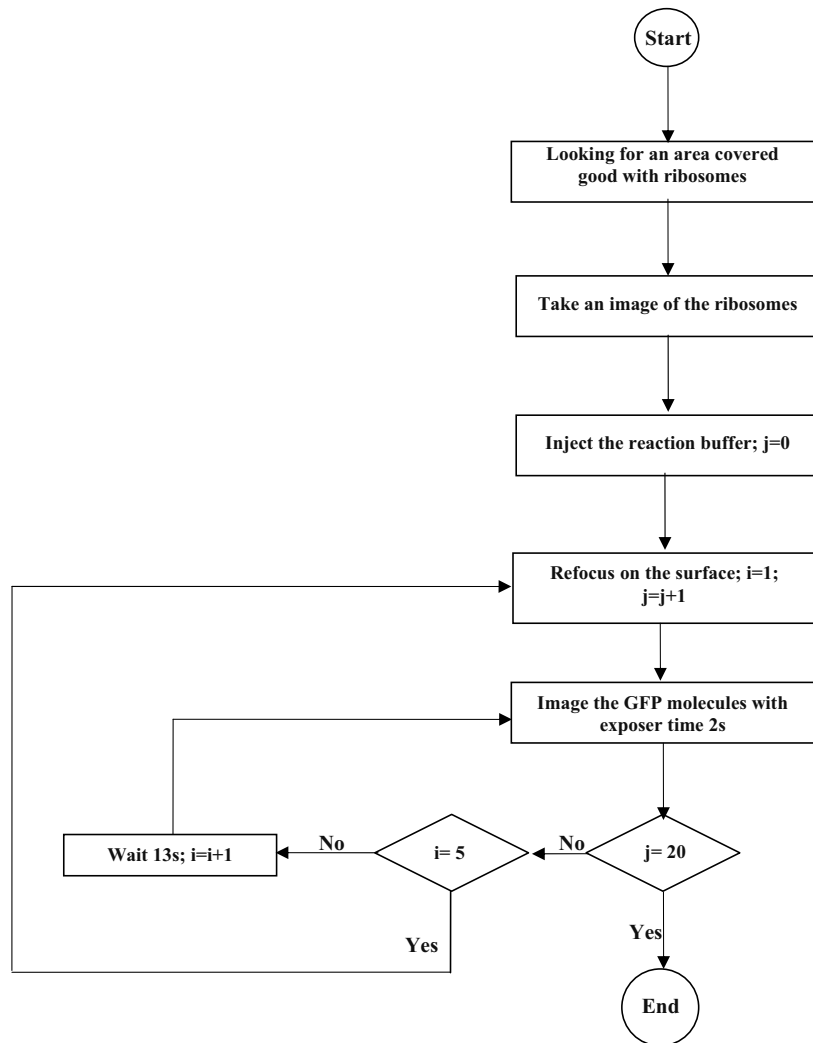 Start
Looking for an area covered
good with ribosomes
Take an image of the ribosomes
Inject the reaction buffer; j=0
Refocus on the surface; i=1;
j=j+1
Image the GFP molecules with
exposer time 2s
Wait 13s; i=i+1
No
i= 5
No
j= 20
Yes
Yes
End